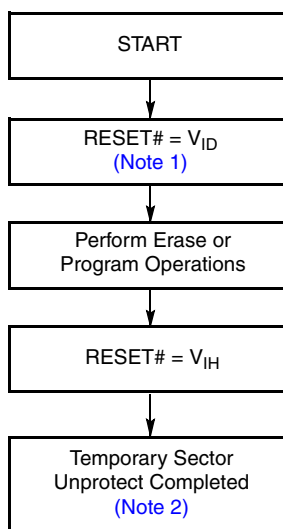 START
RESET# = VID
(Note 1)
Perform Erase or
Program Operations
RESET# = VIH
Temporary Sector
Unprotect Completed
(Note 2)